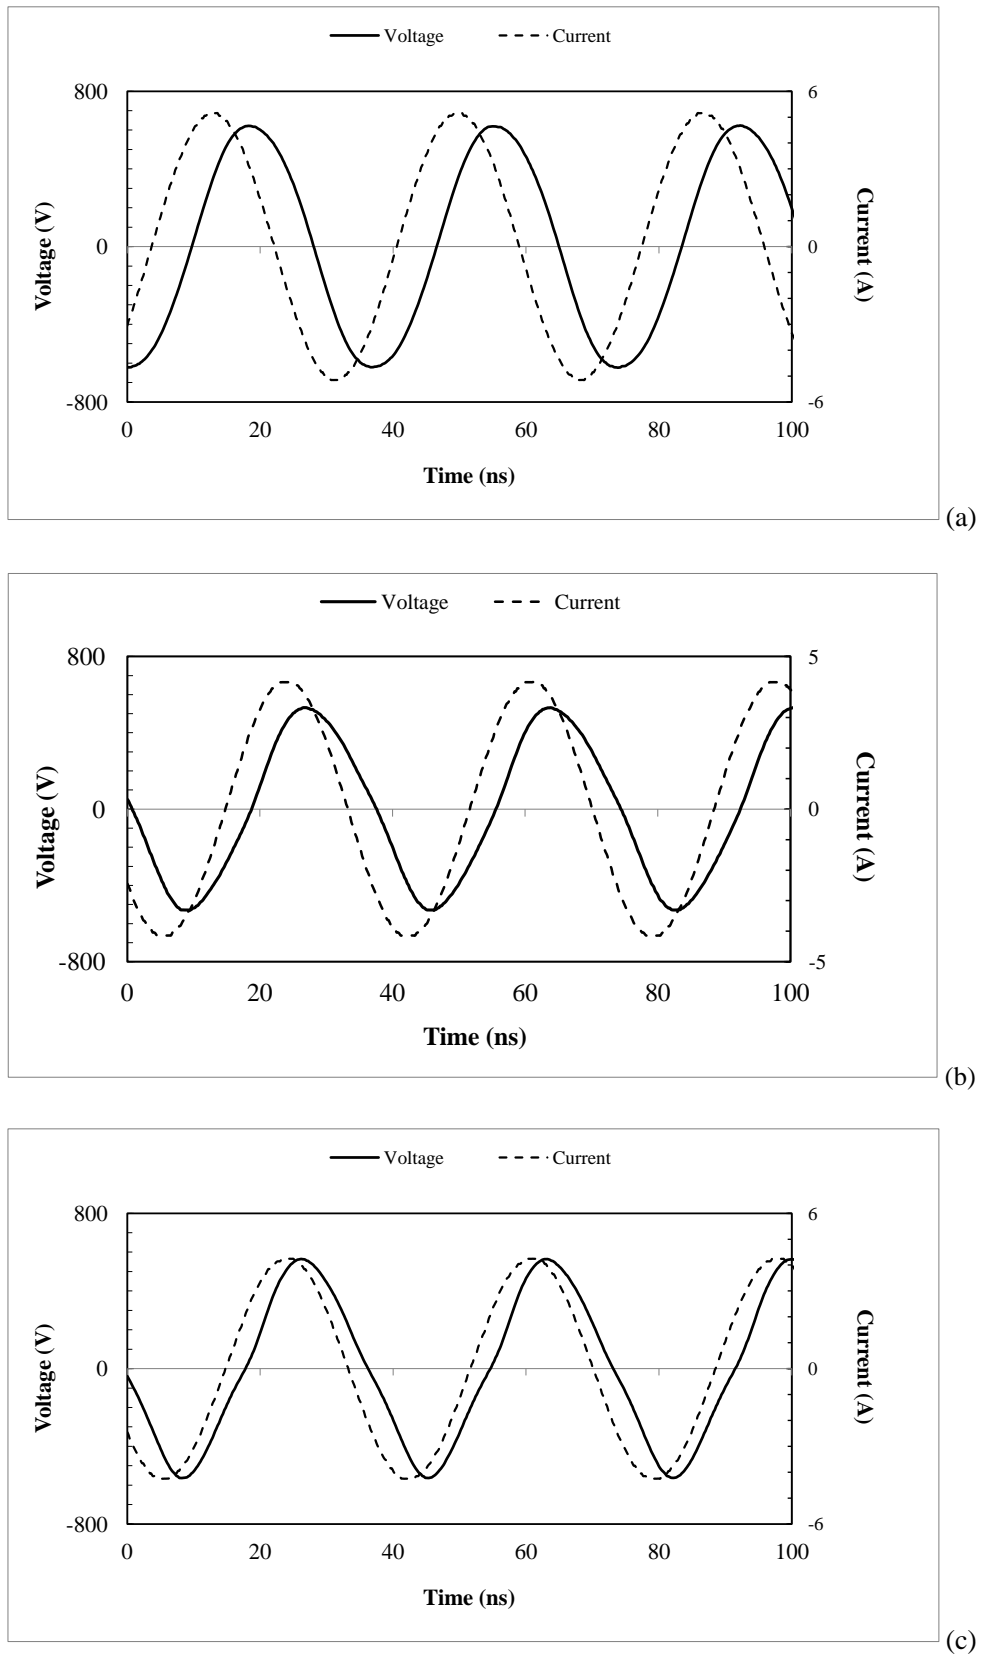 Voltage Current
800 6
Voltage (V) 0 0 Current (A)
-800 -6
0 20 40 60 80 100
Time (ns)
(a)
Voltage Current
800 5
Voltage (V) 0 0 Current (A)
-800 -5
0 20 40 60 80 100
Time (ns)
(b)
Voltage Current
800 6
Voltage (V) 0 0 Current (A)
-800 -6
0 20 40 60 80 100
Time (ns)
(c)